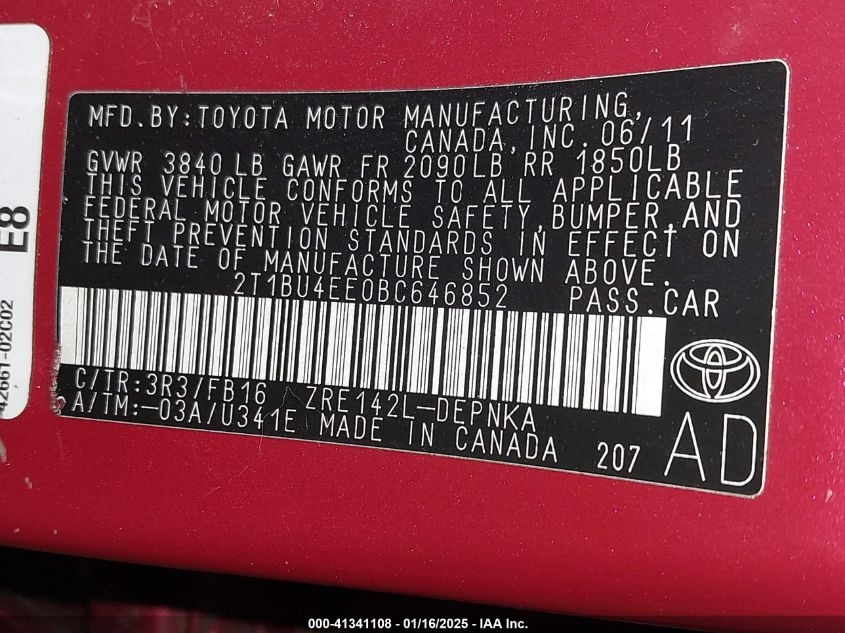 MFD.BY:TOYOTA MOTOR MANUFACTURING,
CANADA,INC. 06/11
GVWR 3840 LB GAWR FR 2090LB RR 1850LB
THIS VEHICLE CONFORMS TO ALL APPLICABLE
FEDERAL MOTOR VEHICLE SAFETY,BUMPER,AND
THEFT PREVENTION STANDARDS IN EFFECT ON
THE DATE OF MANUFACTURE SHOWN ABOVE.
2T1BU4EE0BC646852 PASS.CAR
C/TR:3R3/FB16 ZRE142L-DEPNKA
A/TM:-03A/U341E MADE IN CANADA 207
AD
E8
42661-02C02
000-41341108 — 01/16/2025 - IAA Inc.